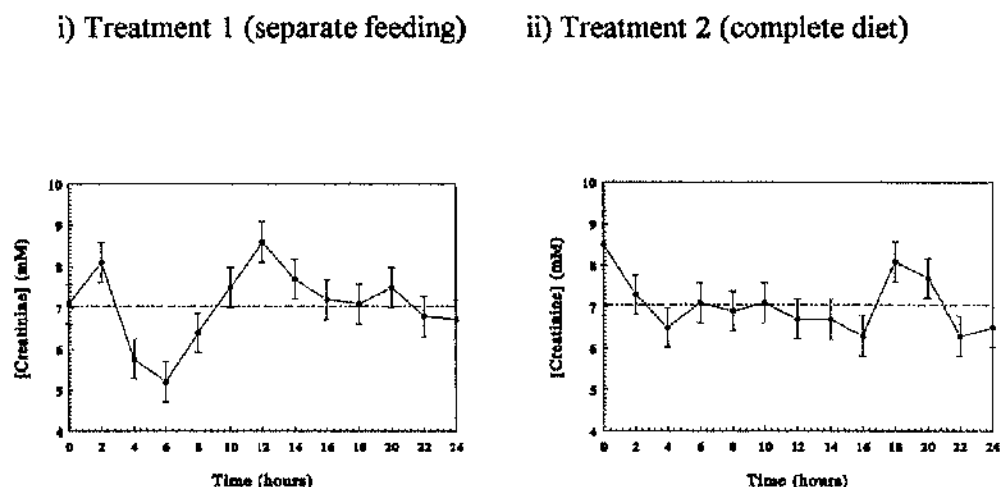 i) Treatment 1 (separate feeding)
ii) Treatment 2 (complete diet)
10
9
8
7
6
5
4
[Creatinine] (mM)
0 2 4 6 8 10 12 14 16 18 20 22 24
Time (hours)
10
9
8
7
6
5
4
[Creatinine] (mM)
0 2 4 6 8 10 12 14 16 18 20 22 24
Time (hours)